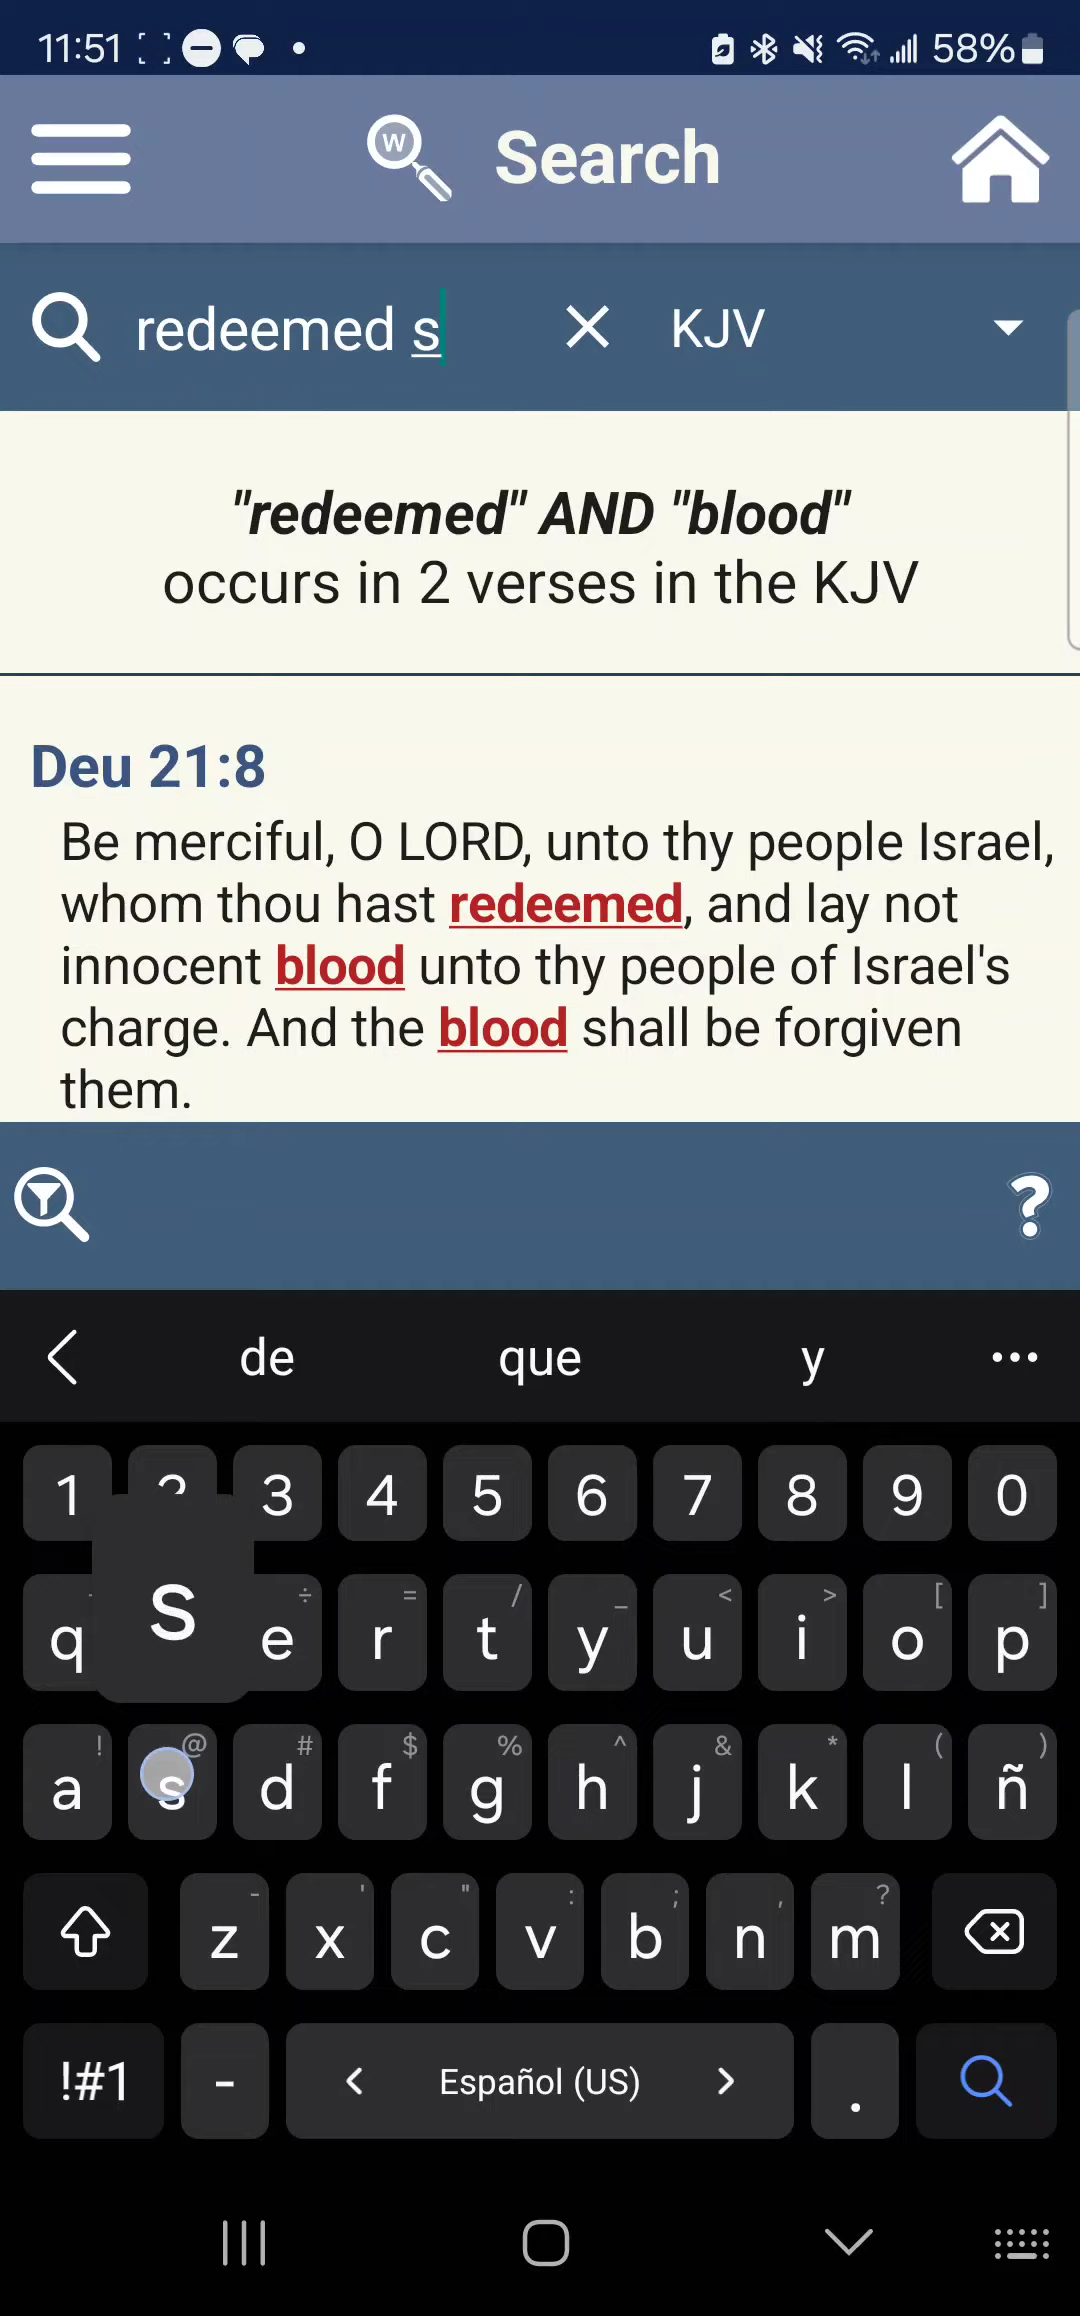 11:51
58%
W
Search
redeemed s
KJV
"redeemed" AND "blood"
occurs in 2 verses in the KJV
Deu 21:8
Be merciful, O LORD, unto thy people Israel,
whom thou hast redeemed, and lay not
innocent blood unto thy people of Israel's
charge. And the blood shall be forgiven
them.
?
de que y ...
1 2 3 4 5 6 7 8 9 0
÷ = / _ < > [ ]
q s e r t y u i o p
! @ # $ % ^ & * ( )
a s d f g h j k l ñ
- ' " : ; , ?
z x c v b n m
!#1 - < Español (US) > .